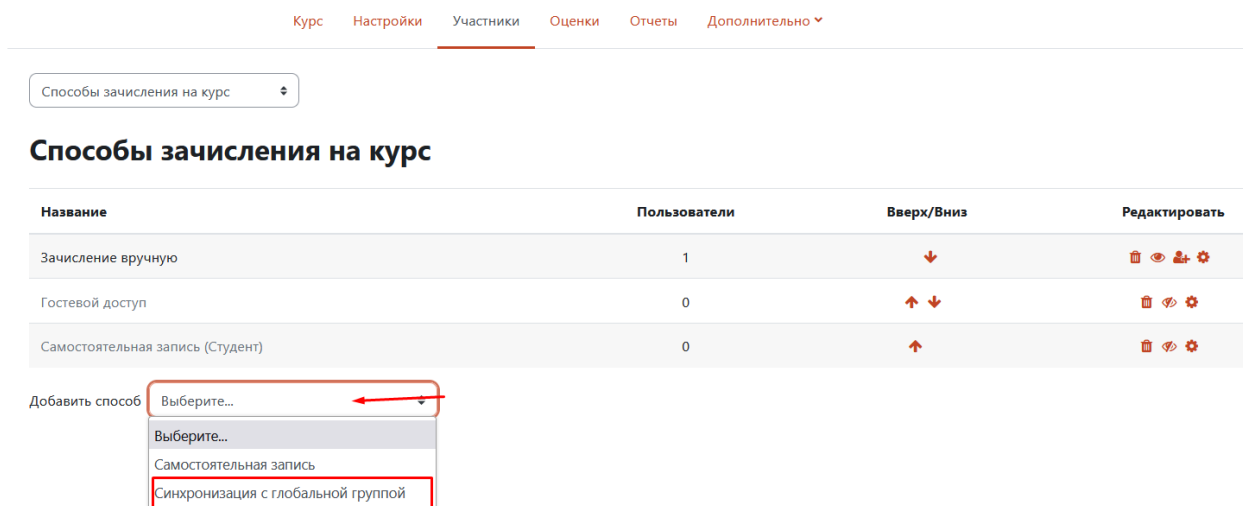 Курс Настройки Участники Оценки Отчеты Дополнительно
Способы зачисления на курс
Способы зачисления на курс
Название Пользователи Вверх/Вниз Редактировать
Зачисление вручную 1
Гостевой доступ 0
Самостоятельная запись (Студент) 0
Добавить способ Выберите...
Выберите...
Самостоятельная запись
Синхронизация с глобальной группой